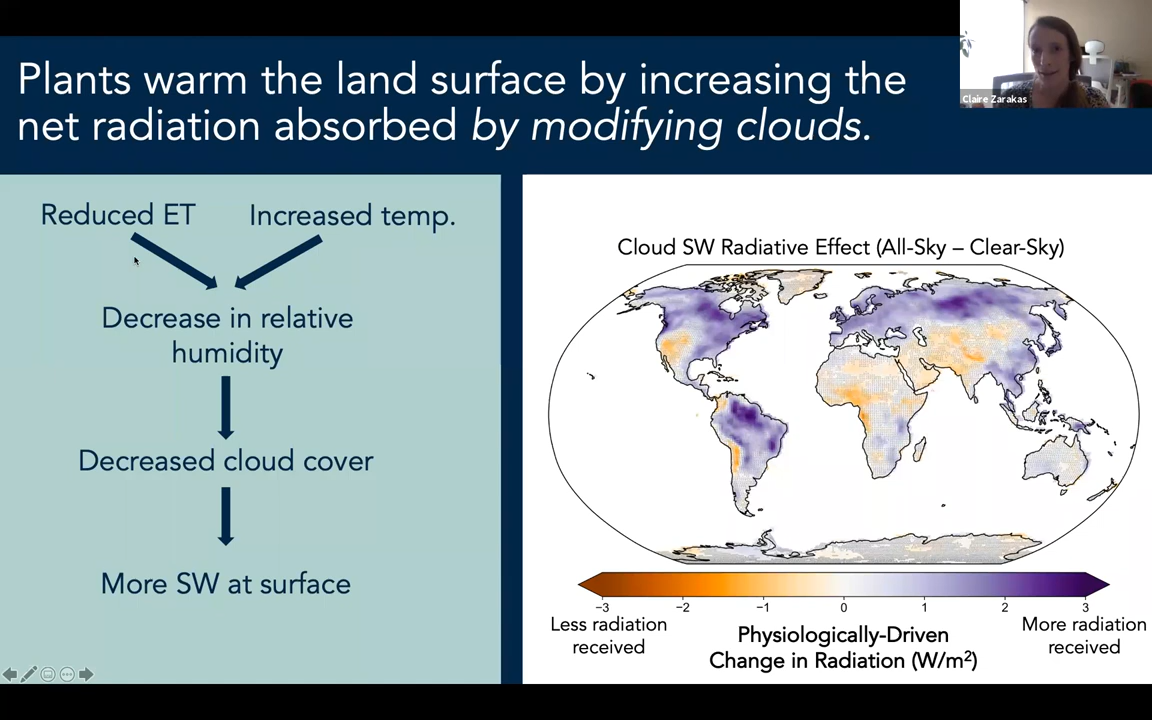 Plants warm the land surface by increasing the
net radiation absorbed by modifying clouds.
Claire Zarakas
Reduced ET
Increased temp.
Decrease in relative
humidity
Decreased cloud cover
More SW at surface
Cloud SW Radiative Effect (All-Sky – Clear-Sky)
−3 −2 −1 0 1 2 3
Less radiation
received
More radiation
received
Physiologically-Driven
Change in Radiation (W/m²)